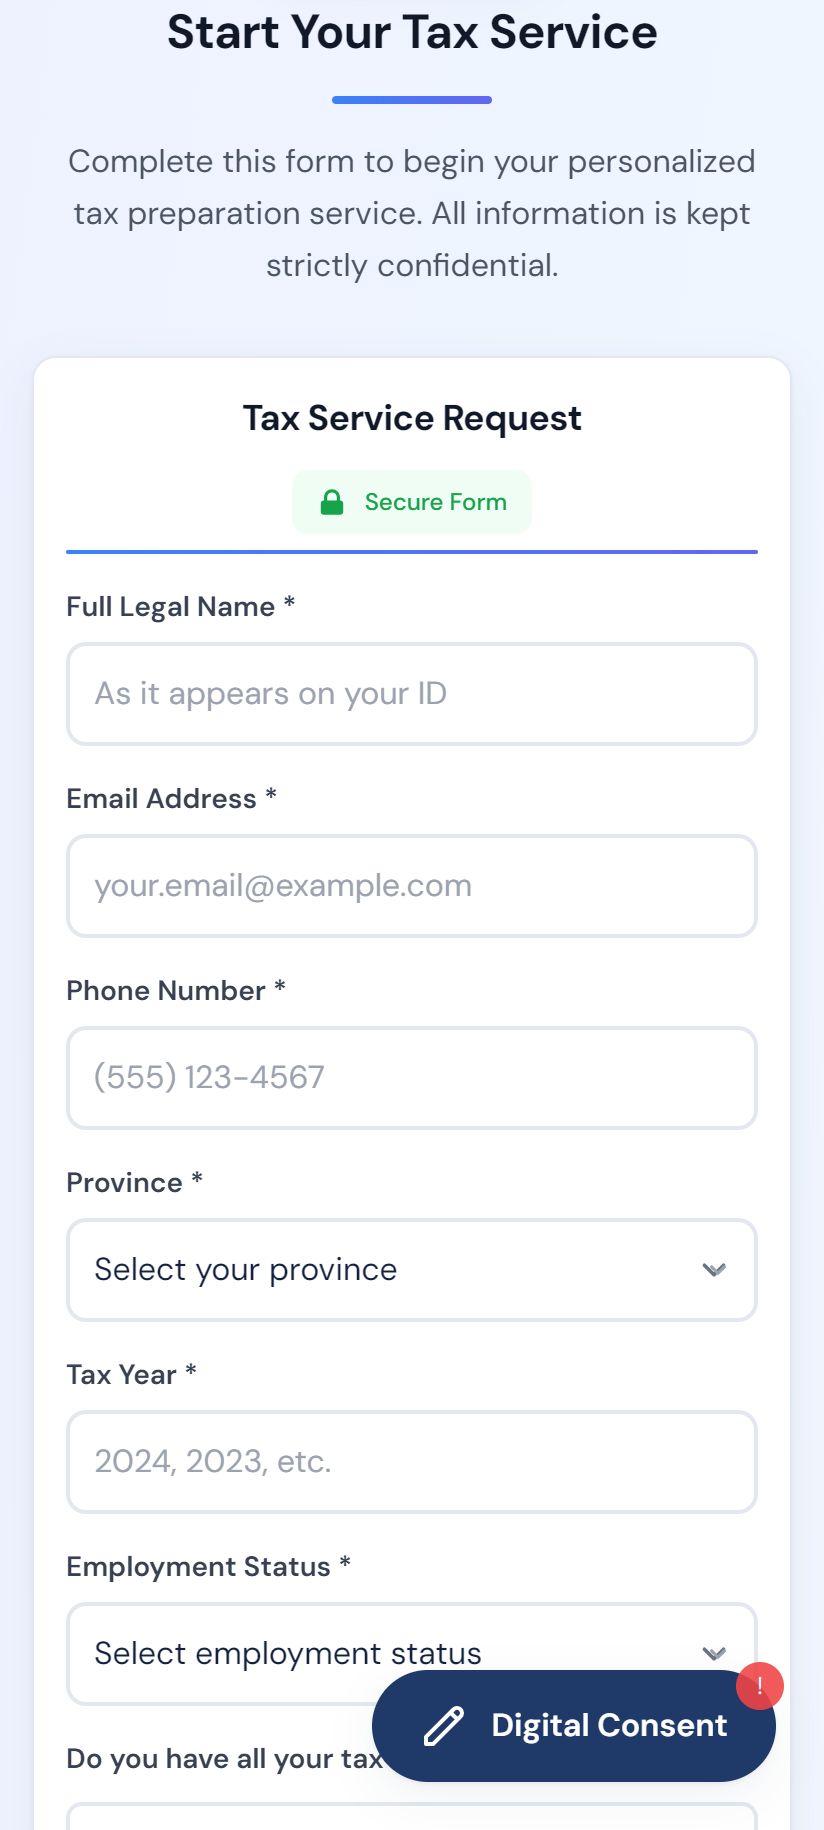 Start Your Tax Service
Complete this form to begin your personalized
tax preparation service. All information is kept
strictly confidential.
Tax Service Request
Secure Form
Full Legal Name *
As it appears on your ID
Email Address *
your.email@example.com
Phone Number *
(555) 123-4567
Province *
Select your province
Tax Year *
2024, 2023, etc.
Employment Status *
Select employment status
!
Digital Consent
Do you have all your tax